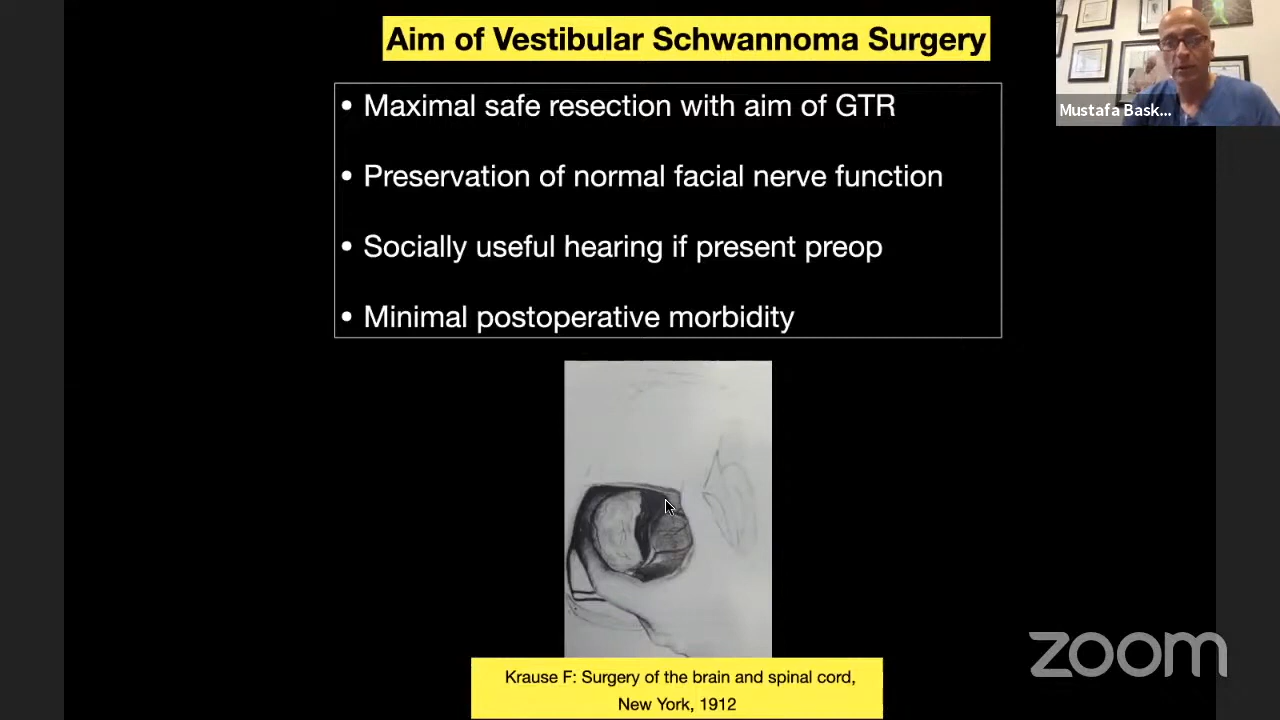 Aim of Vestibular Schwannoma Surgery
Mustafa Bask...
• Maximal safe resection with aim of GTR
• Preservation of normal facial nerve function
• Socially useful hearing if present preop
• Minimal postoperative morbidity
zoom
Krause F: Surgery of the brain and spinal cord,
New York, 1912